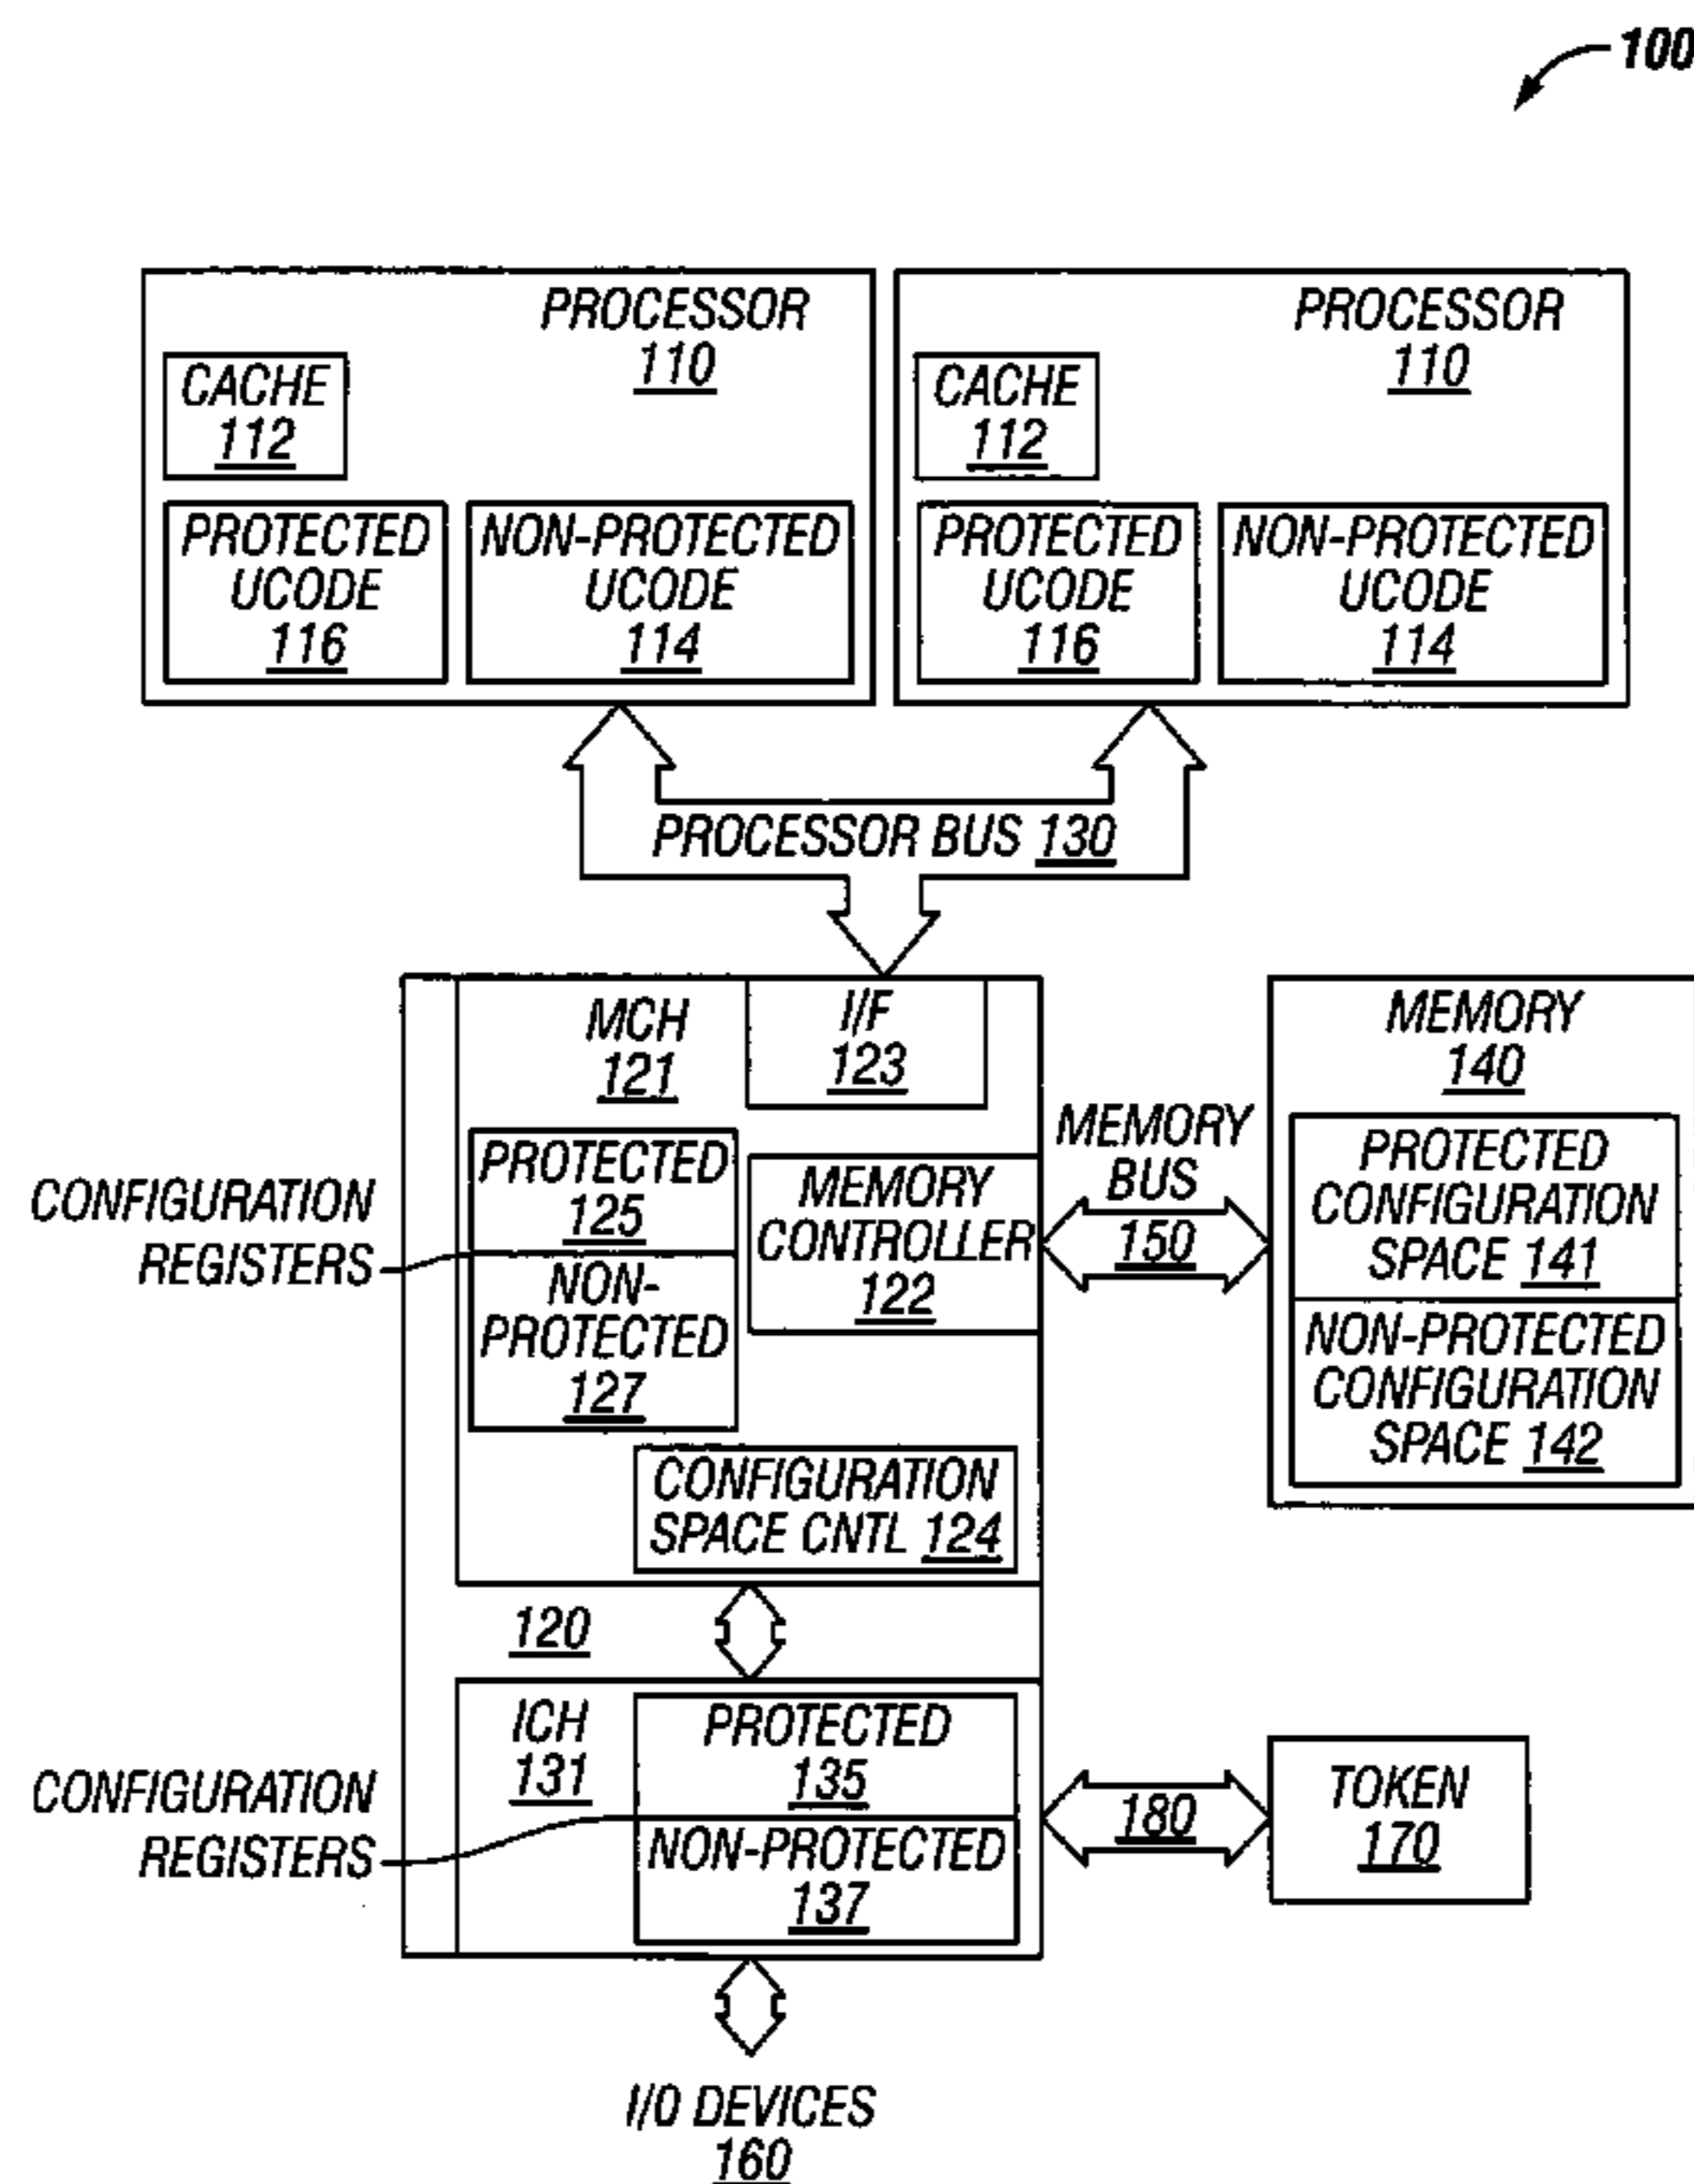 100
PROCESSOR
110
CACHE
112
PROTECTED
UCODE
116
NON-PROTECTED
UCODE
114
PROCESSOR
110
CACHE
112
PROTECTED
UCODE
116
NON-PROTECTED
UCODE
114
PROCESSOR BUS 130
MCH
121
I/F
123
CONFIGURATION
REGISTERS
PROTECTED
125
NON-
PROTECTED
127
MEMORY
CONTROLLER
122
CONFIGURATION
SPACE CNTL 124
MEMORY
BUS
150
MEMORY
140
PROTECTED
CONFIGURATION
SPACE 141
NON-PROTECTED
CONFIGURATION
SPACE 142
120
ICH
131
CONFIGURATION
REGISTERS
PROTECTED
135
NON-PROTECTED
137
180
TOKEN
170
I/O DEVICES
160